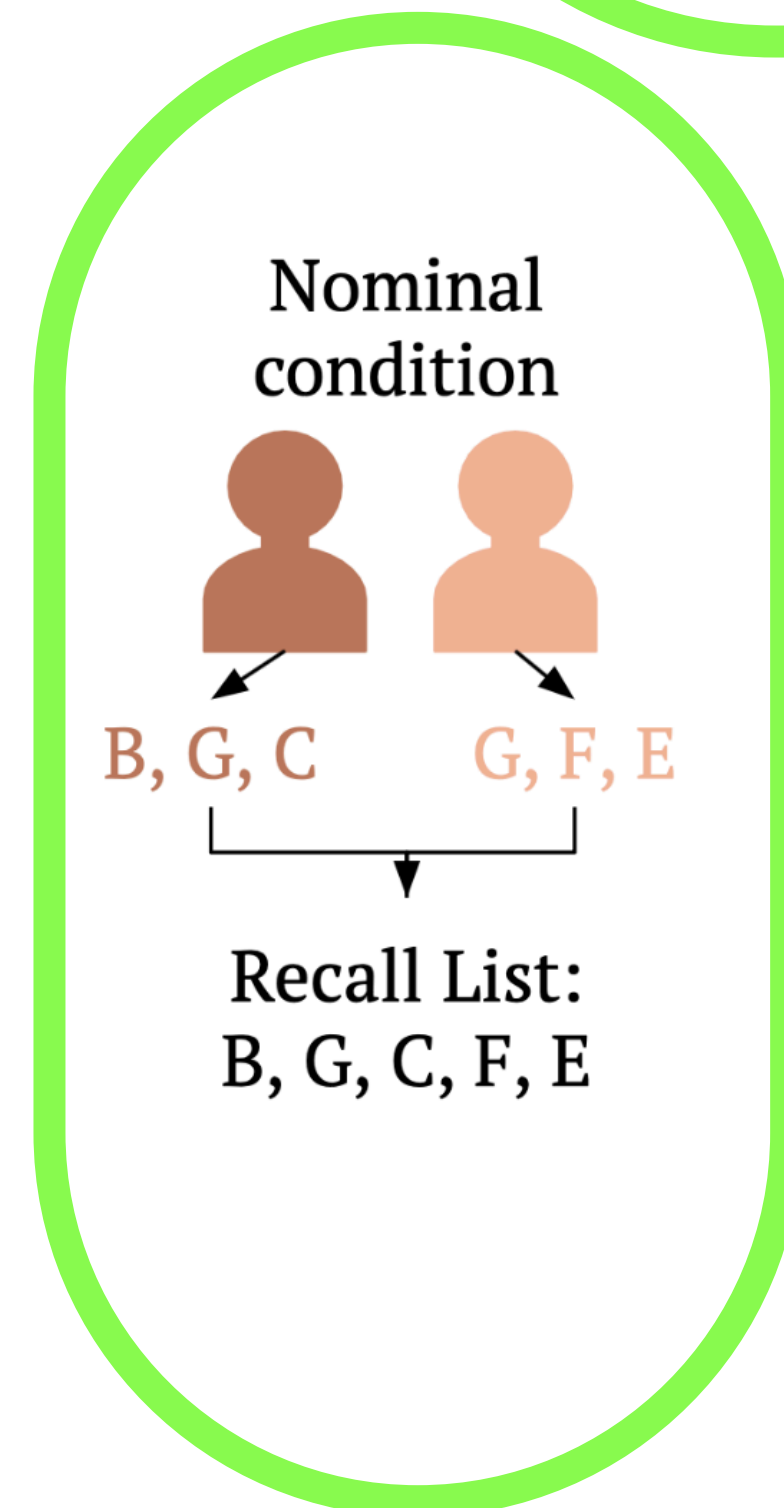 Nominal
condition
B, G, C
G, F, E
Recall List:
B, G, C, F, E